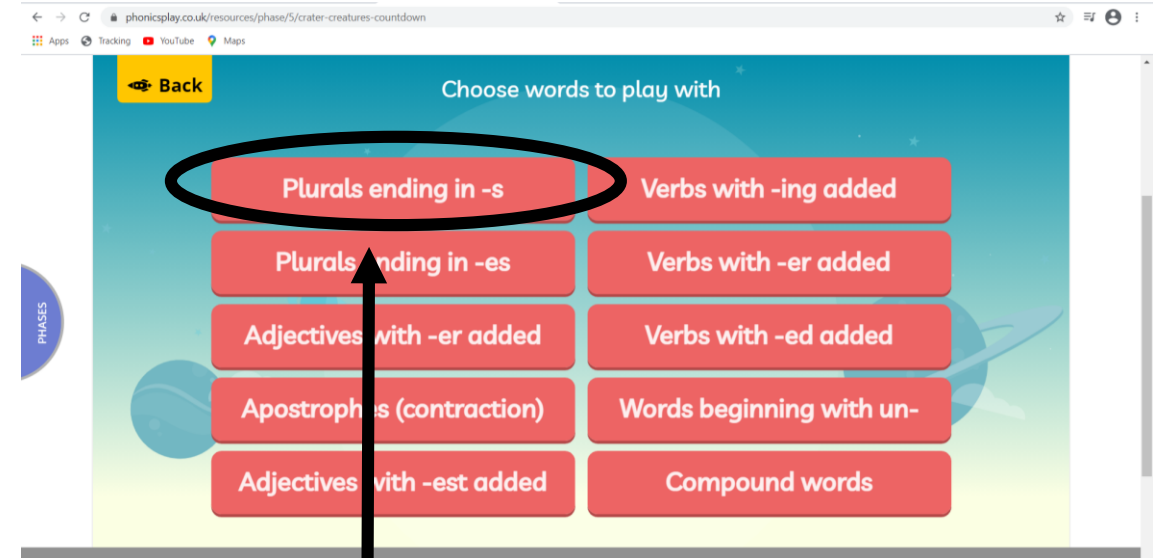 phonicsplay.co.uk/resources/phase/5/crater-creatures-countdown
Apps Tracking YouTube Maps
Back
Choose words to play with
Plurals ending in -s
Verbs with -ing added
Plurals ending in -es
Verbs with -er added
Adjectives with -er added
Verbs with -ed added
Apostrophes (contraction)
Words beginning with un-
Adjectives with -est added
Compound words
PHASES